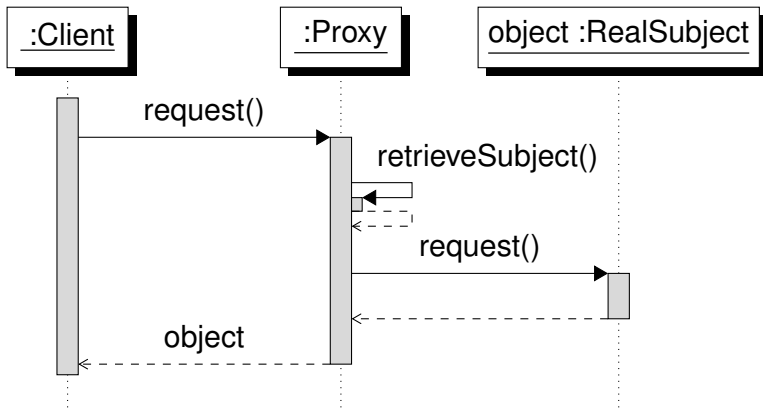 :Client
:Proxy
object :RealSubject
request()
retrieveSubject()
request()
object